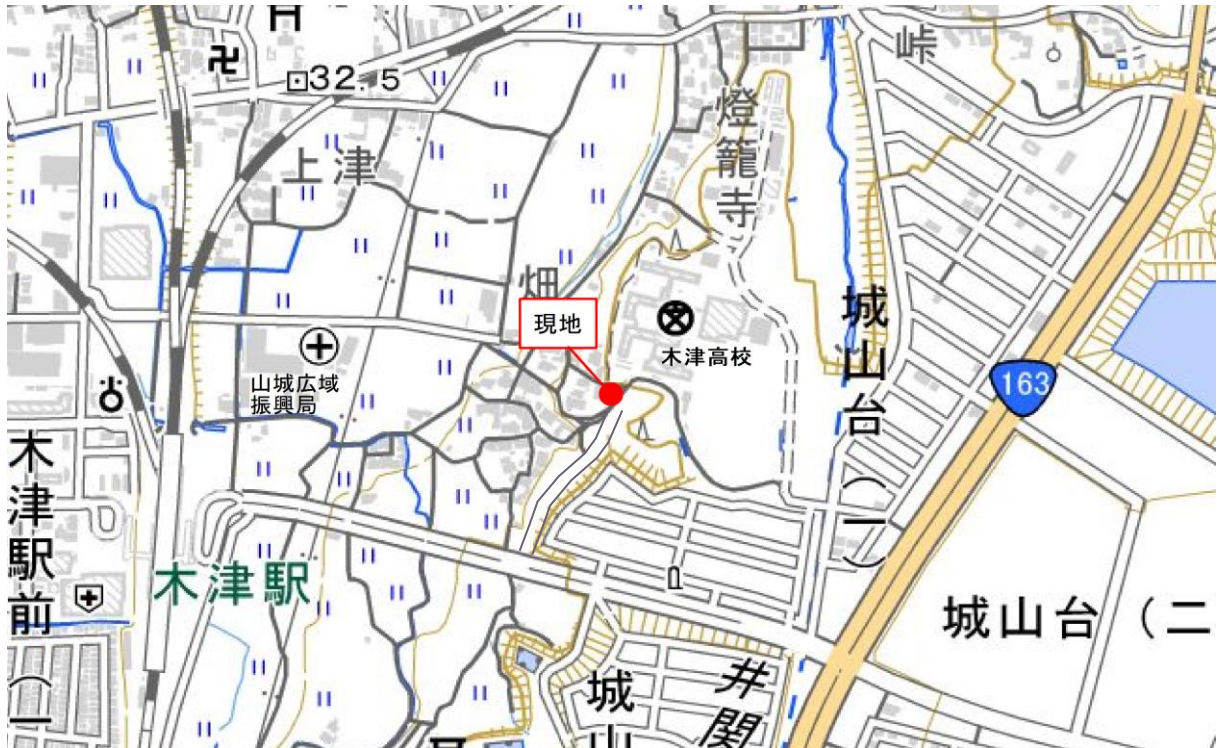 32.5
上津
燈籠寺
峠
畑
現地
木津高校
山城広域
振興局
城山台(一)
163
木津駅前(一
木津駅
城山台(二
城山
井関